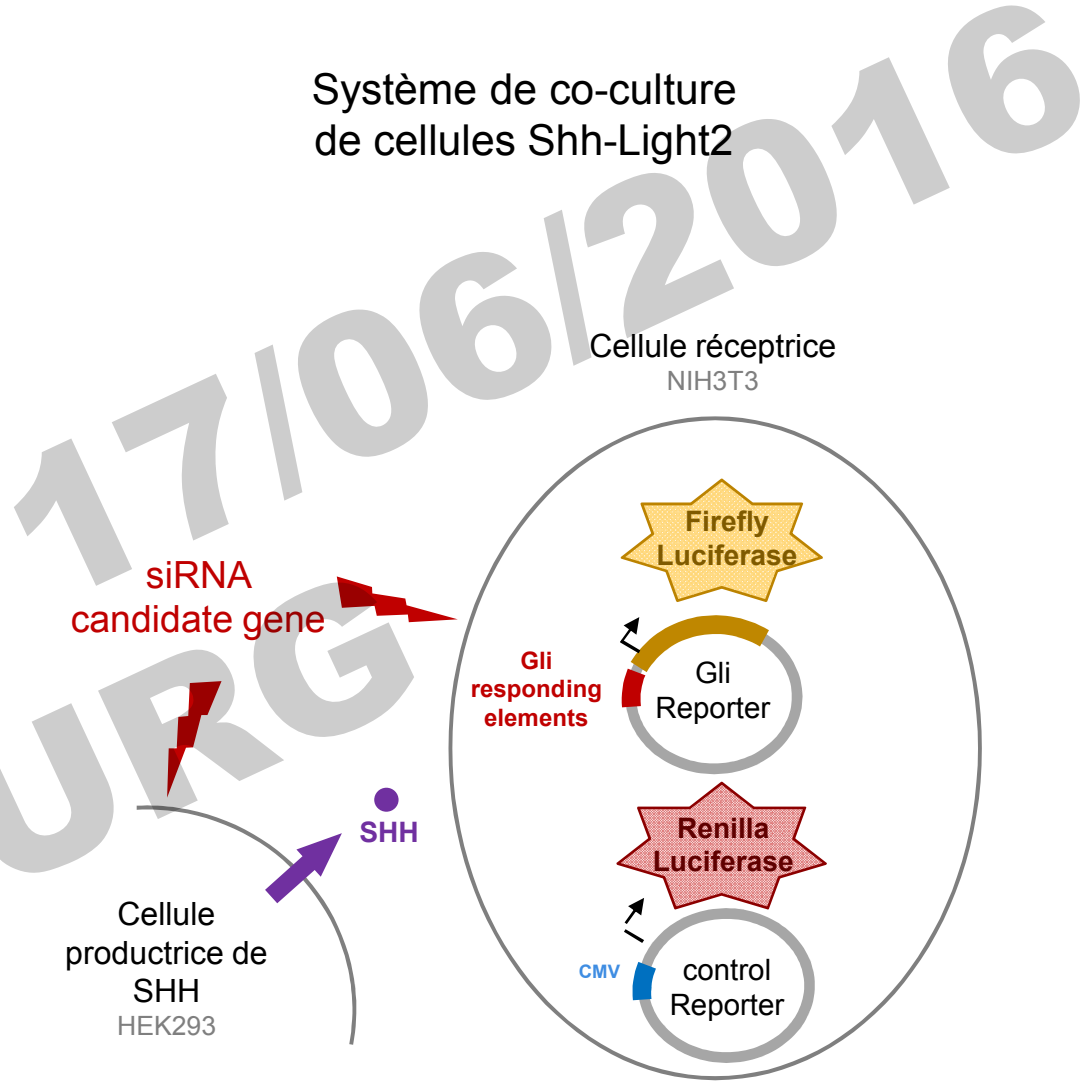 Système de co-culture
de cellules Shh-Light2
17/06/2016
URG
Cellule réceptrice
NIH3T3
Firefly
Luciferase
siRNA
candidate gene
Gli
responding
elements
Gli
Reporter
SHH
Renilla
Luciferase
Cellule
productrice de
SHH
HEK293
CMV
control
Reporter